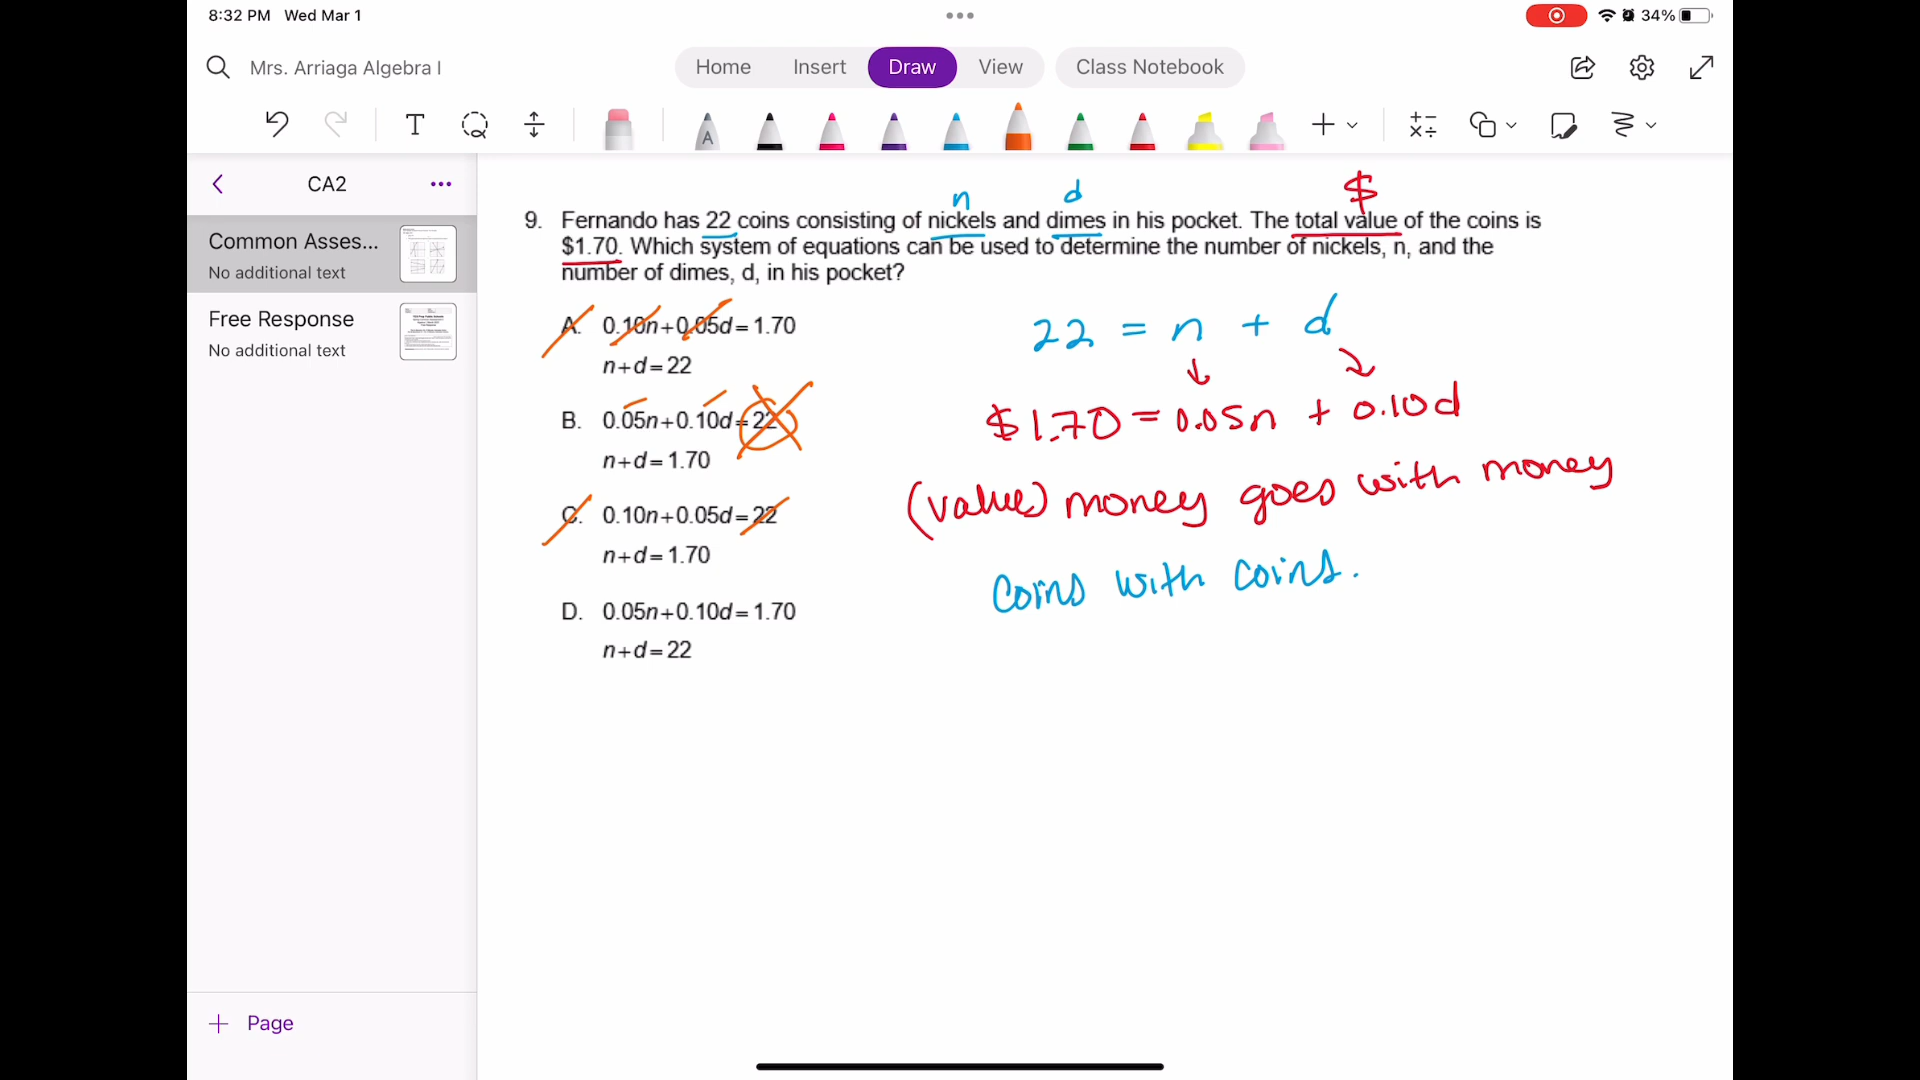 8:32 PM Wed Mar 1
34%
Mrs. Arriaga Algebra I
Home Insert Draw View Class Notebook
T A
CA2
Common Asses...
No additional text
Free Response
No additional text
n d $
9. Fernando has 22 coins consisting of nickels and dimes in his pocket. The total value of the coins is
$1.70. Which system of equations can be used to determine the number of nickels, n, and the
number of dimes, d, in his pocket?
A. 0.10n+0.05d=1.70
n+d=22
B. 0.05n+0.10d=22
n+d=1.70
C. 0.10n+0.05d=22
n+d=1.70
D. 0.05n+0.10d=1.70
n+d=22
22 = n + d
$1.70 = 0.05n + 0.10d
(value) money goes with money
coins with coins.
+ Page